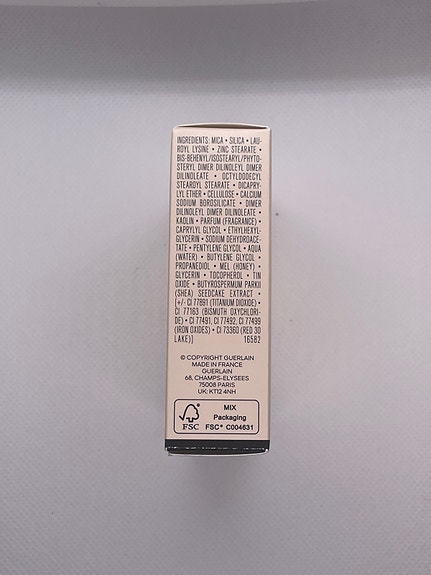 INGREDIENTS: MICA • SILICA • LAU-
ROYL LYSINE • ZINC STEARATE •
BIS-BEHENYL/ISOSTEARYL/PHYTO-
STERYL DIMER DILINOLEYL DIMER
DILINOLEATE • OCTYLDODECYL
STEAROYL STEARATE • DICAPRY-
LYL ETHER • CELLULOSE • CALCIUM
SODIUM BOROSILICATE • DIMER
DILINOLEYL DIMER DILINOLEATE •
KAOLIN • PARFUM (FRAGRANCE) •
CAPRYLYL GLYCOL • ETHYLHEXYL-
GLYCERIN • SODIUM DEHYDROACE-
TATE • PENTYLENE GLYCOL • AQUA
(WATER) • BUTYLENE GLYCOL •
PROPANEDIOL • MEL (HONEY) •
GLYCERIN • TOCOPHEROL • TIN
OXIDE • BUTYROSPERMUM PARKII
(SHEA) SEEDCAKE EXTRACT •
[+/- CI 77891 (TITANIUM DIOXIDE) •
CI 77163 (BISMUTH OXYCHLORI-
DE) • CI 77491, CI 77492, CI 77499
(IRON OXIDES) • CI 73360 (RED 30
LAKE)] 16582
© COPYRIGHT GUERLAIN
MADE IN FRANCE
GUERLAIN
68, CHAMPS-ELYSEES
75008 PARIS
UK: KT12 4NH
MIX
Packaging
FSC FSC® C004631